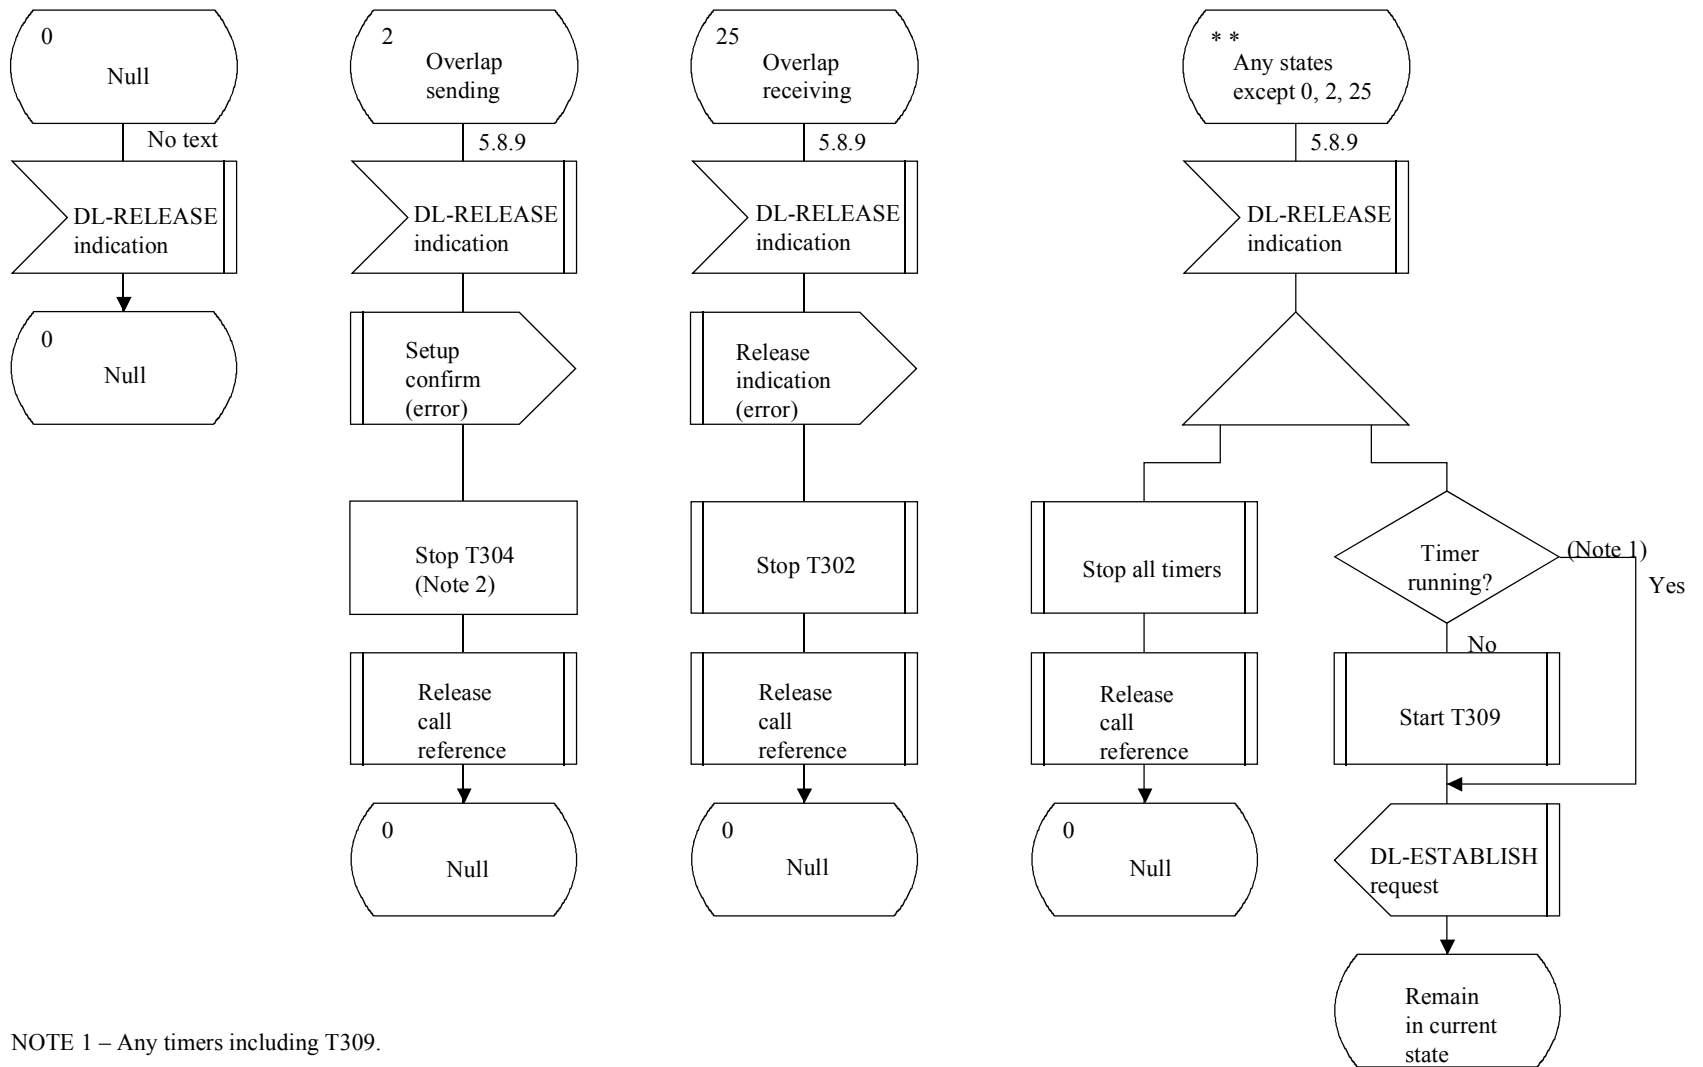 0
Null
No text
DL-RELEASE
indication
0
Null
2
Overlap
sending
5.8.9
DL-RELEASE
indication
Setup
confirm
(error)
Stop T304
(Note 2)
Release
call
reference
0
Null
25
Overlap
receiving
5.8.9
DL-RELEASE
indication
Release
indication
(error)
Stop T302
Release
call
reference
0
Null
* *
Any states
except 0, 2, 25
5.8.9
DL-RELEASE
indication
Stop all timers
Release
call
reference
0
Null
Timer
running?
(Note 1)
Yes
No
Start T309
DL-ESTABLISH
request
Remain
in current
state
NOTE 1 – Any timers including T309.